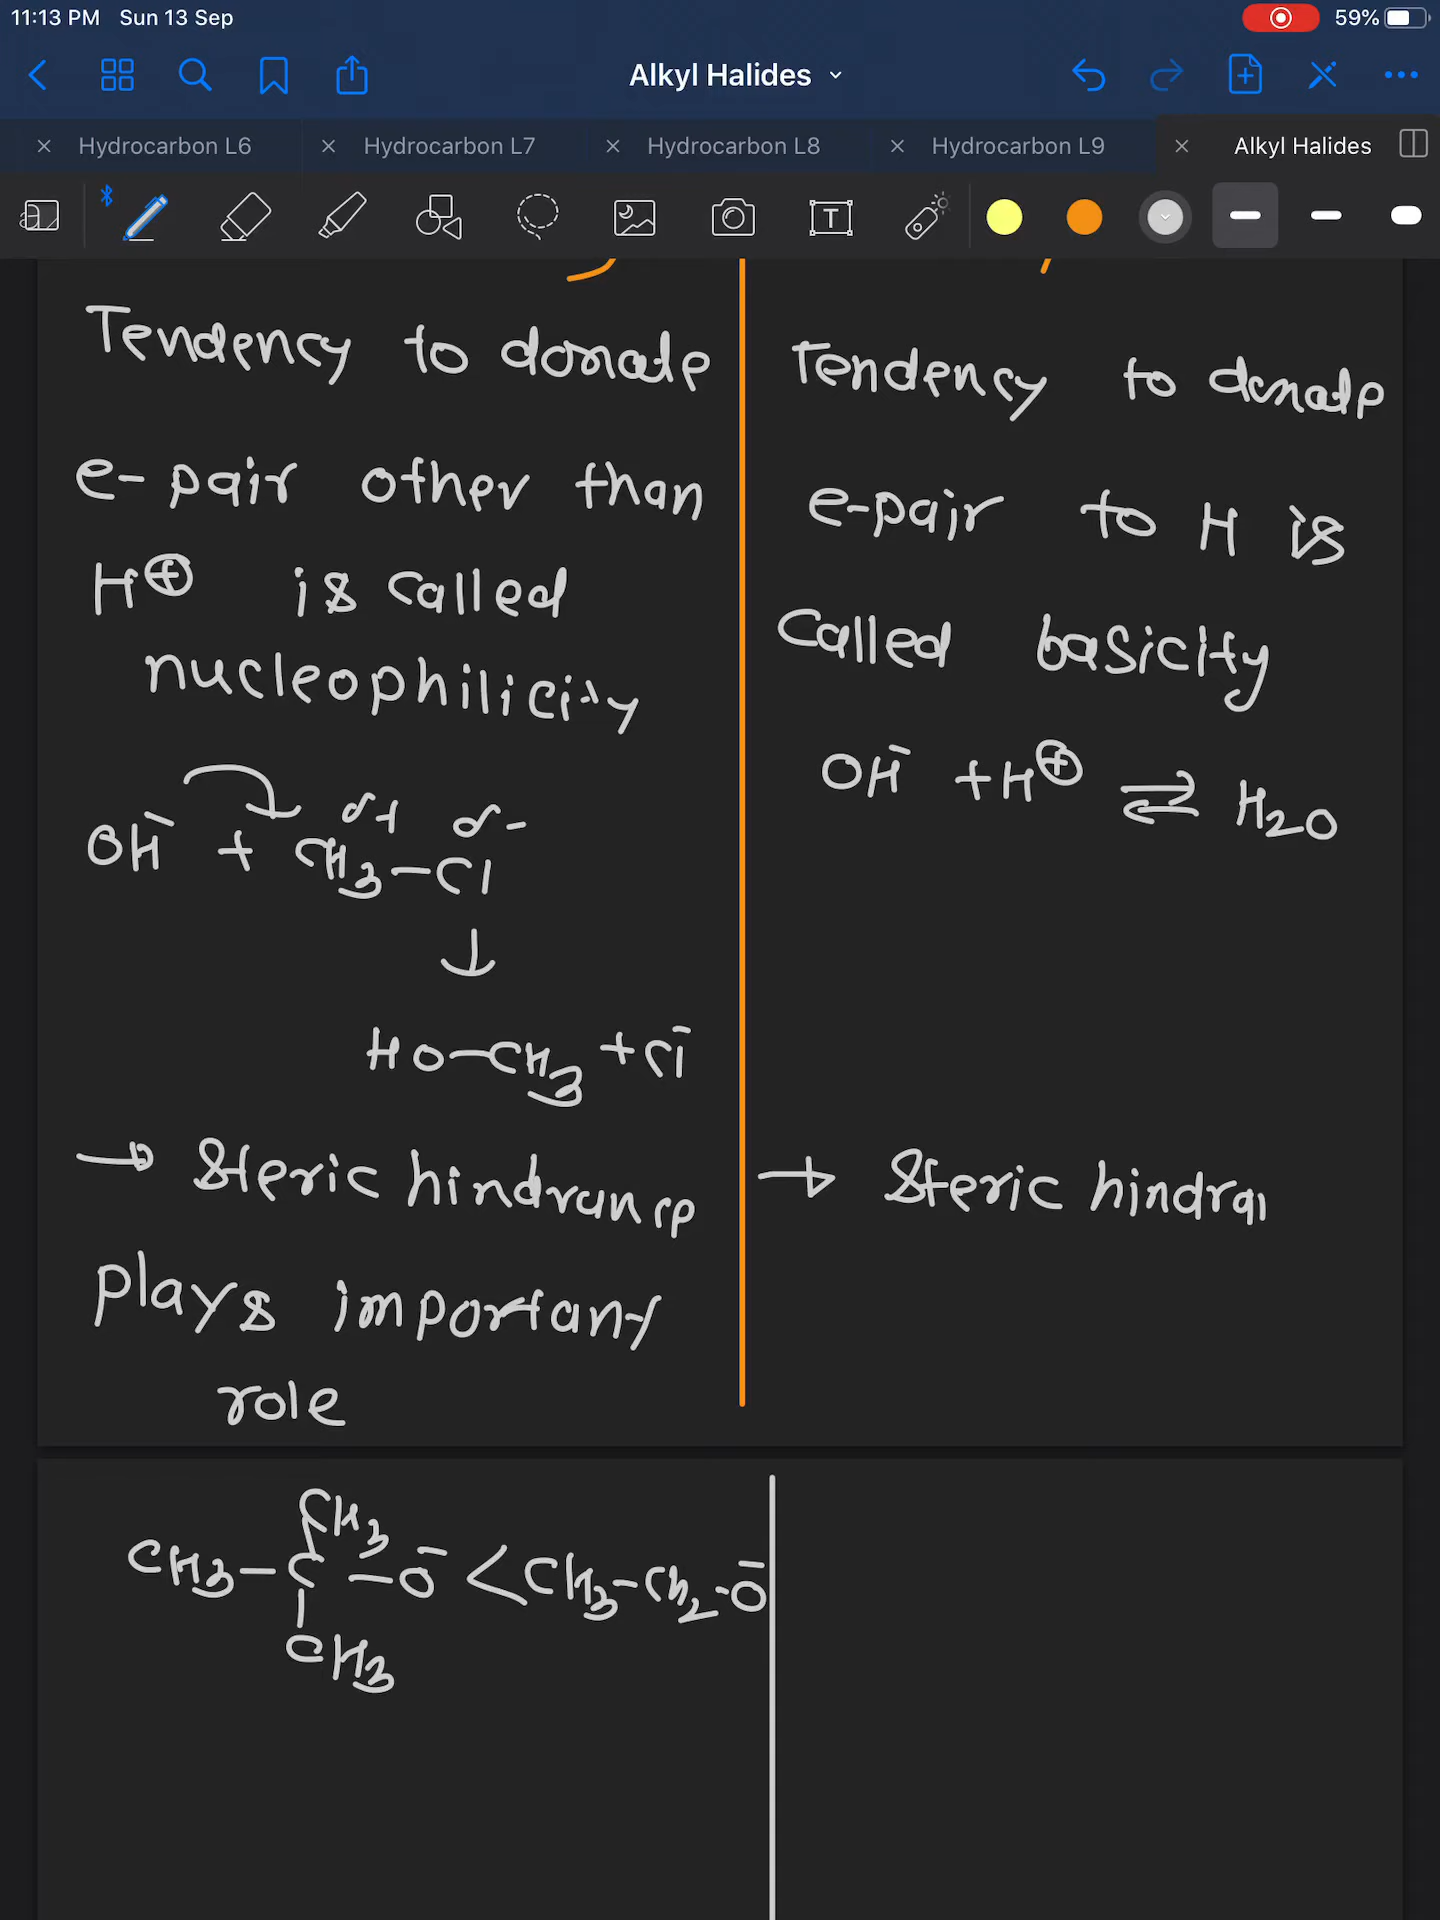 11:13 PM Sun 13 Sep 59%
Alkyl Halides
Hydrocarbon L6 Hydrocarbon L7 Hydrocarbon L8 Hydrocarbon L9 Alkyl Halides
Tendency to donate
e- pair other than
H⊕ is called
nucleophilicity
OH⁻ + CH3-Cl
δ+ δ-
↓
HO-CH3 + Cl⁻
→ Steric hindrance
plays important
role
Tendency to donate
e-pair to H is
Called basicity
OH⁻ + H⊕ ⇌ H2O
→ Steric hindra
CH3
CH3-C-O⁻ < CH3-CH2-O⁻
CH3